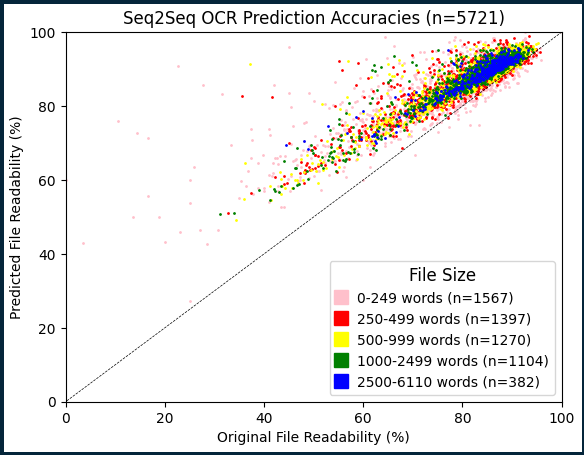 Seq2Seq OCR Prediction Accuracies (n=5721)
100
80
60
40
20
0
Predicted File Readability (%)
File Size
0-249 words (n=1567)
250-499 words (n=1397)
500-999 words (n=1270)
1000-2499 words (n=1104)
2500-6110 words (n=382)
0 20 40 60 80 100
Original File Readability (%)